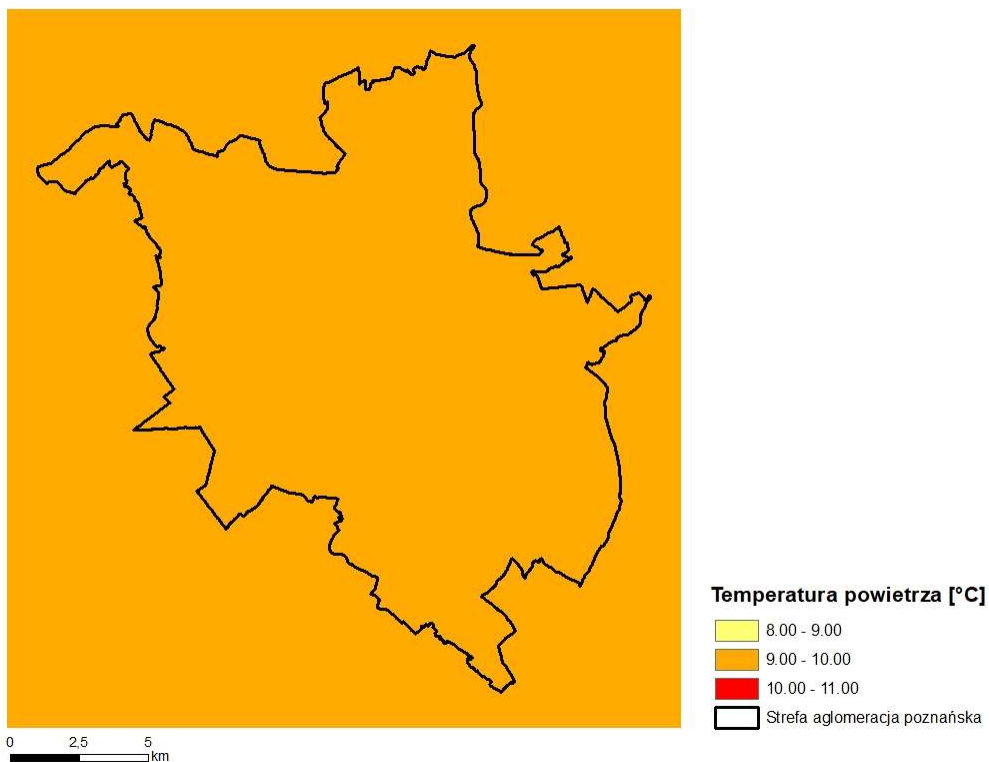 Temperatura powietrza [°C]
8.00 - 9.00
9.00 - 10.00
10.00 - 11.00
Strefa aglomeracja poznańska
0 2,5 5
km